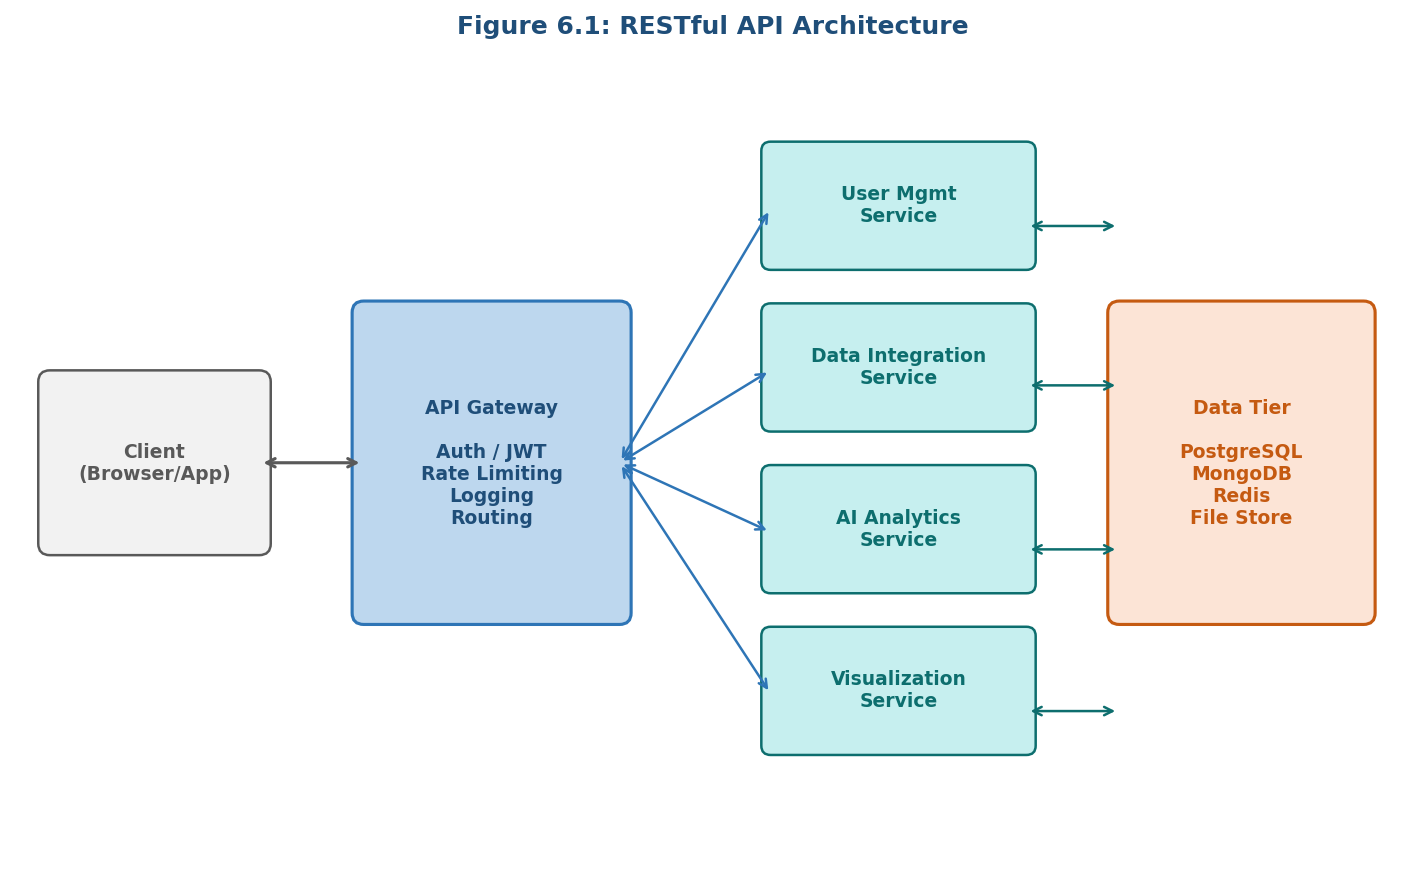 Figure 6.1: RESTful API Architecture
Client
(Browser/App)
API Gateway
Auth / JWT
Rate Limiting
Logging
Routing
User Mgmt
Service
Data Integration
Service
AI Analytics
Service
Visualization
Service
Data Tier
PostgreSQL
MongoDB
Redis
File Store